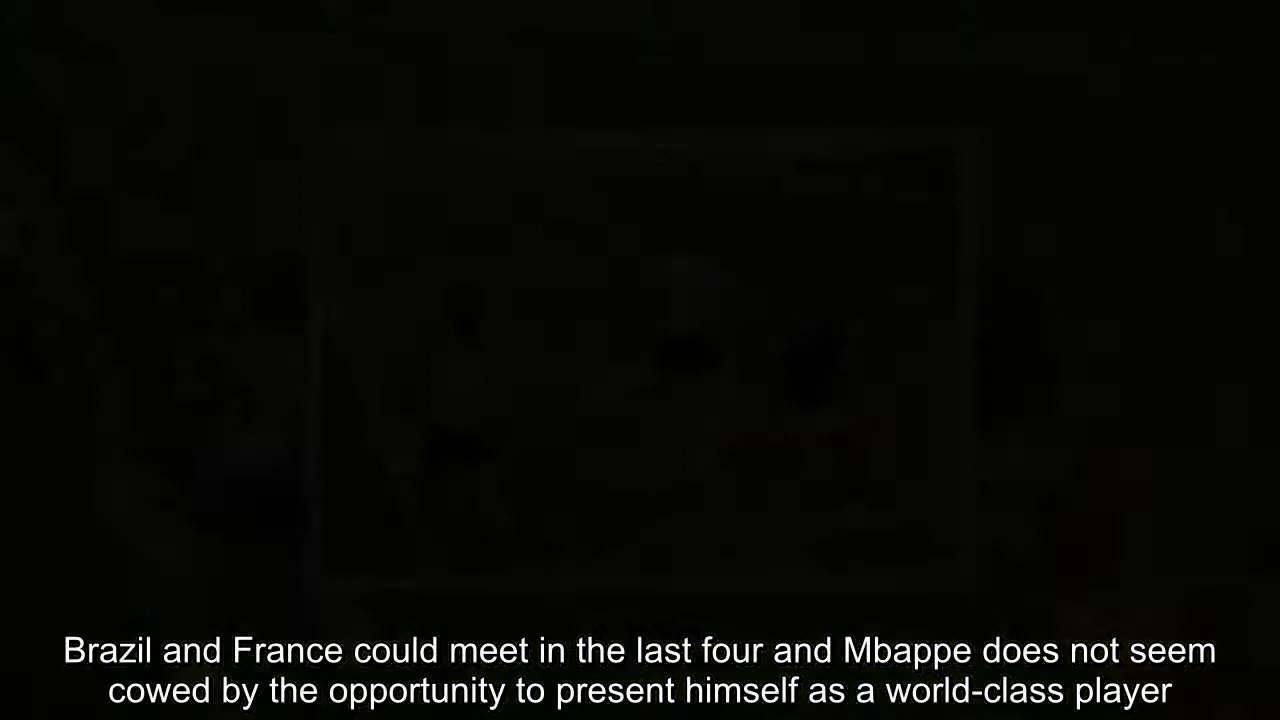 Brazil and France could meet in the last four and Mbappe does not seem
cowed by the opportunity to present himself as a world-class player